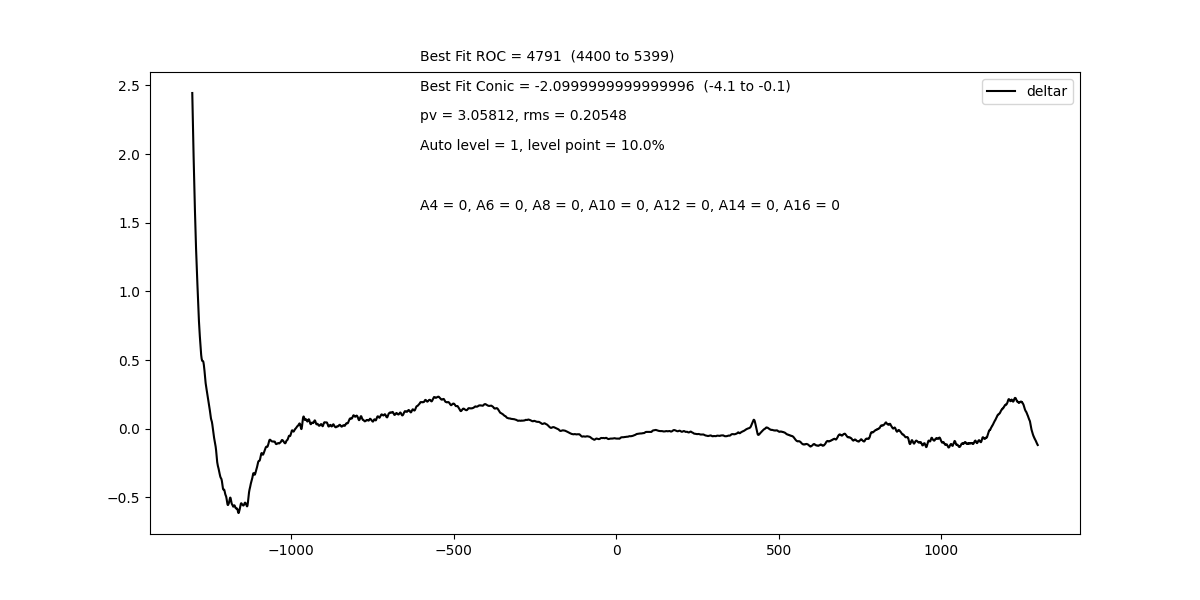 Best Fit ROC = 4791  (4400 to 5399)
Best Fit Conic = -2.0999999999999996  (-4.1 to -0.1)
pv = 3.05812, rms = 0.20548
Auto level = 1, level point = 10.0%
A4 = 0, A6 = 0, A8 = 0, A10 = 0, A12 = 0, A14 = 0, A16 = 0
deltar
2.5
2.0
1.5
1.0
0.5
0.0
−0.5
−1000
−500
0
500
1000